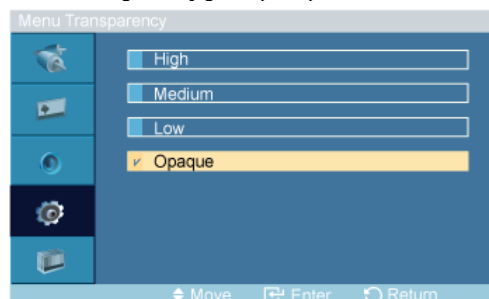 Menu Transparency
High
Medium
Low
Opaque
Move Enter Return